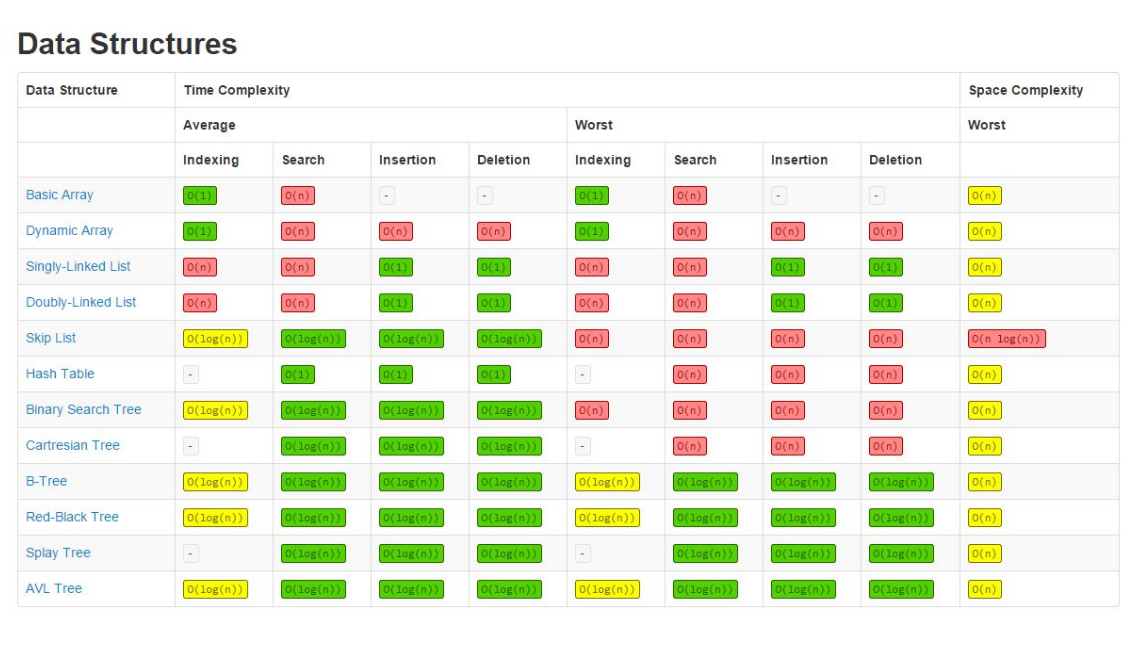 Data Structures
Data Structure Time Complexity Space Complexity
Average Worst Worst
Indexing Search Insertion Deletion Indexing Search Insertion Deletion
Basic Array O(1) O(n) - - O(1) O(n) - - O(n)
Dynamic Array O(1) O(n) O(n) O(n) O(1) O(n) O(n) O(n) O(n)
Singly-Linked List O(n) O(n) O(1) O(1) O(n) O(n) O(1) O(1) O(n)
Doubly-Linked List O(n) O(n) O(1) O(1) O(n) O(n) O(1) O(1) O(n)
Skip List O(log(n)) O(log(n)) O(log(n)) O(log(n)) O(n) O(n) O(n) O(n) O(n log(n))
Hash Table - O(1) O(1) O(1) - O(n) O(n) O(n) O(n)
Binary Search Tree O(log(n)) O(log(n)) O(log(n)) O(log(n)) O(n) O(n) O(n) O(n) O(n)
Cartesian Tree - O(log(n)) O(log(n)) O(log(n)) - O(n) O(n) O(n) O(n)
B-Tree O(log(n)) O(log(n)) O(log(n)) O(log(n)) O(log(n)) O(log(n)) O(log(n)) O(log(n)) O(n)
Red-Black Tree O(log(n)) O(log(n)) O(log(n)) O(log(n)) O(log(n)) O(log(n)) O(log(n)) O(log(n)) O(n)
Splay Tree - O(log(n)) O(log(n)) O(log(n)) - O(log(n)) O(log(n)) O(log(n)) O(n)
AVL Tree O(log(n)) O(log(n)) O(log(n)) O(log(n)) O(log(n)) O(log(n)) O(log(n)) O(log(n)) O(n)